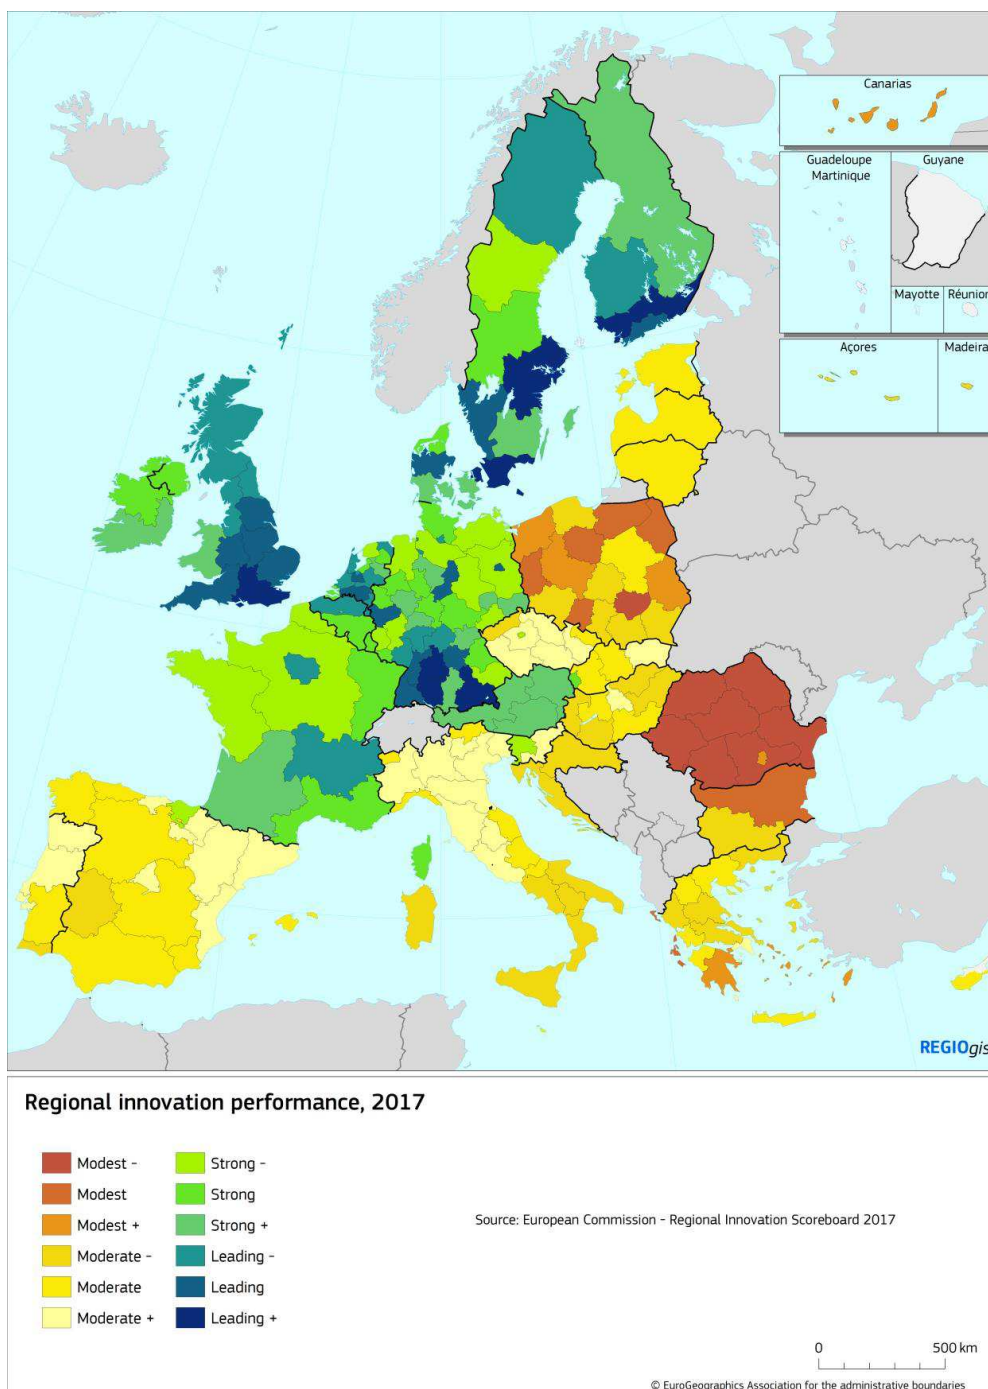 Canarias
Guadeloupe
Martinique
Guyane
Mayotte
Réunion
Açores
Madeira
REGIOgis
Regional innovation performance, 2017
Modest -
Modest
Modest +
Moderate -
Moderate
Moderate +
Strong -
Strong
Strong +
Leading -
Leading
Leading +
Source: European Commission - Regional Innovation Scoreboard 2017
0 500 km
© EuroGeographics Association for the administrative boundaries